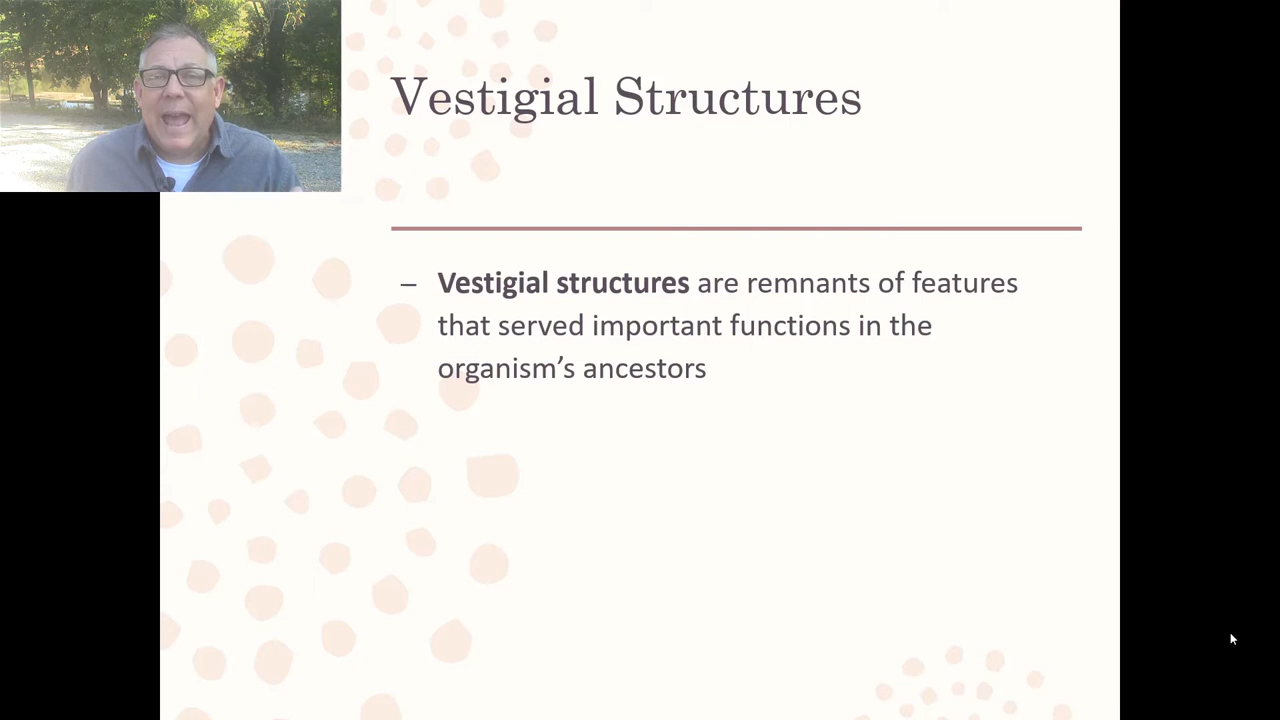 Vestigial Structures
– Vestigial structures are remnants of features
that served important functions in the
organism’s ancestors